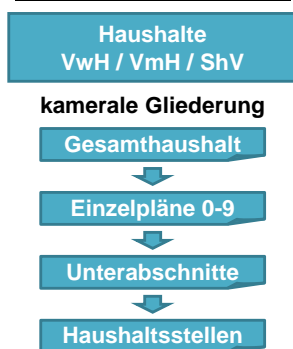 Haushalte
VwH / VmH / ShV
kamerale Gliederung
Gesamthaushalt
Einzelpläne 0-9
Unterabschnitte
Haushaltsstellen